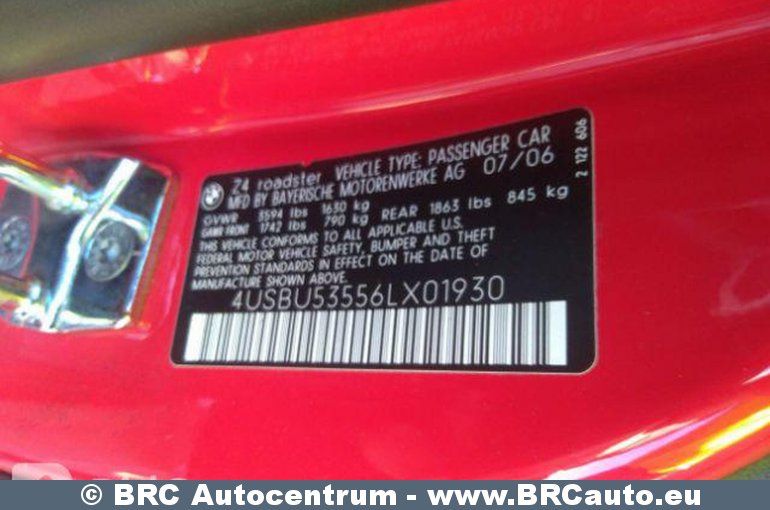 Z4 roadster VEHICLE TYPE: PASSENGER CAR
MFD BY BAYERISCHE MOTORENWERKE AG 07/06
GVWR 3594 lbs 1630 kg
GAWR FRONT 1742 lbs 790 kg REAR 1863 lbs 845 kg
THIS VEHICLE CONFORMS TO ALL APPLICABLE U.S.
FEDERAL MOTOR VEHICLE SAFETY, BUMPER AND THEFT
PREVENTION STANDARDS IN EFFECT ON THE DATE OF
MANUFACTURE SHOWN ABOVE.
4USBU53556LX01930
2 122 606
© BRC Autocentrum - www.BRCauto.eu